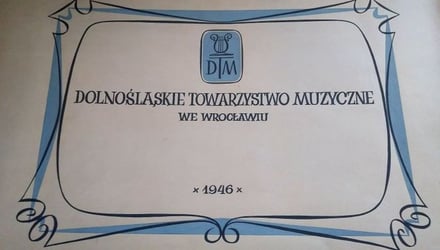 DTM
DOLNOŚLĄSKIE TOWARZYSTWO MUZYCZNE
WE WROCŁAWIU
× 1946 ×